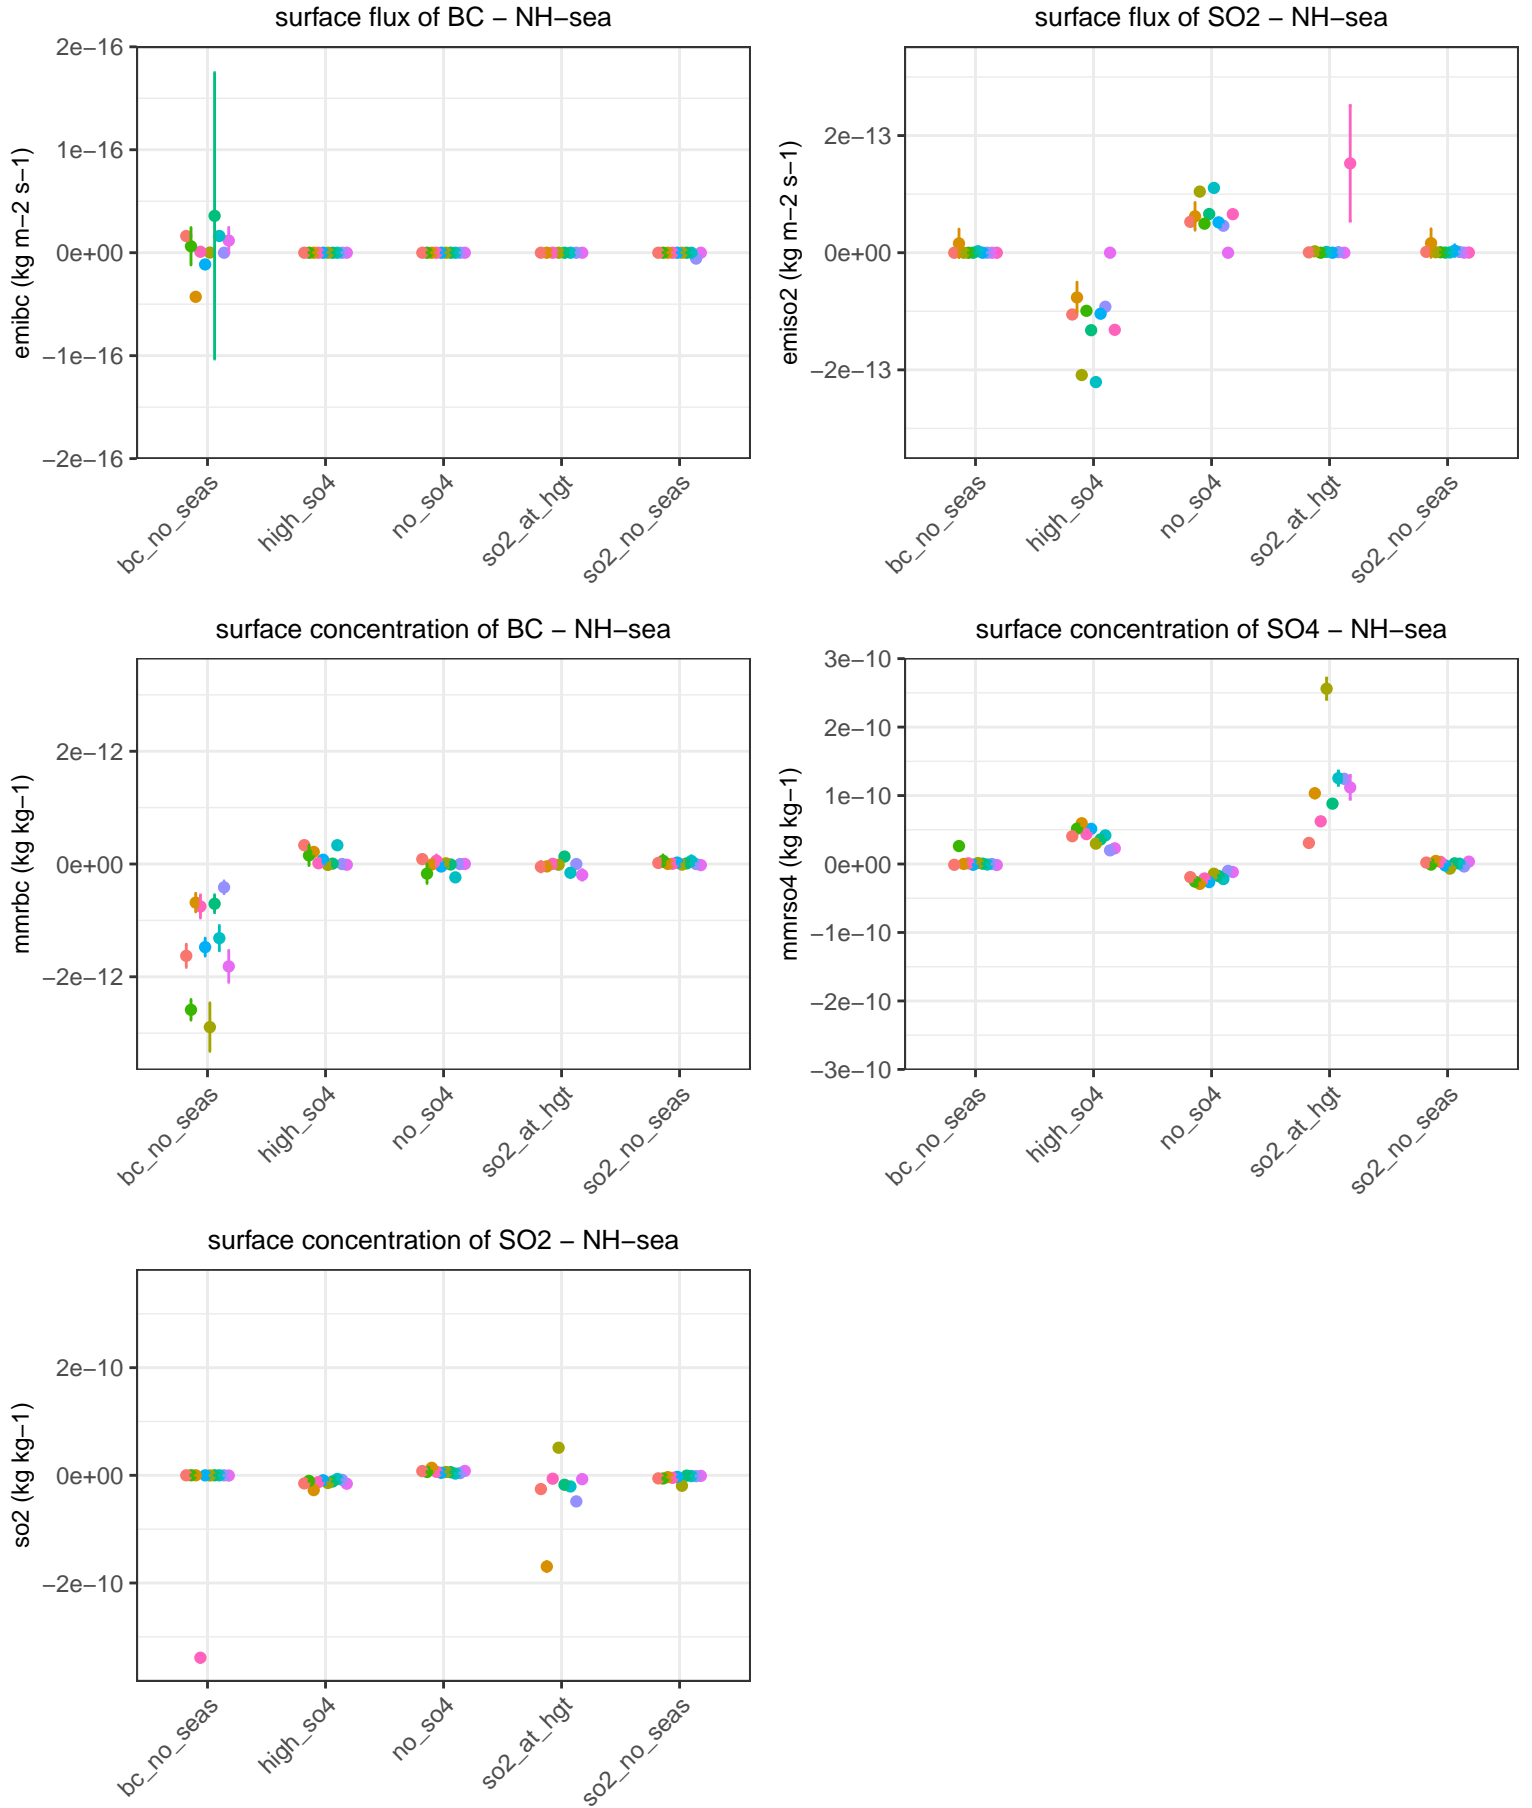 surface flux of BC − NH−sea
emibc (kg m−2 s−1)
2e−16
1e−16
0e+00
−1e−16
−2e−16
bc_no_seas
high_so4
no_so4
so2_at_hgt
so2_no_seas
surface flux of SO2 − NH−sea
emiso2 (kg m−2 s−1)
2e−13
0e+00
−2e−13
bc_no_seas
high_so4
no_so4
so2_at_hgt
so2_no_seas
surface concentration of BC − NH−sea
mmrbc (kg kg−1)
2e−12
0e+00
−2e−12
bc_no_seas
high_so4
no_so4
so2_at_hgt
so2_no_seas
surface concentration of SO4 − NH−sea
mmrso4 (kg kg−1)
3e−10
2e−10
1e−10
0e+00
−1e−10
−2e−10
−3e−10
bc_no_seas
high_so4
no_so4
so2_at_hgt
so2_no_seas
surface concentration of SO2 − NH−sea
so2 (kg kg−1)
2e−10
0e+00
−2e−10
bc_no_seas
high_so4
no_so4
so2_at_hgt
so2_no_seas